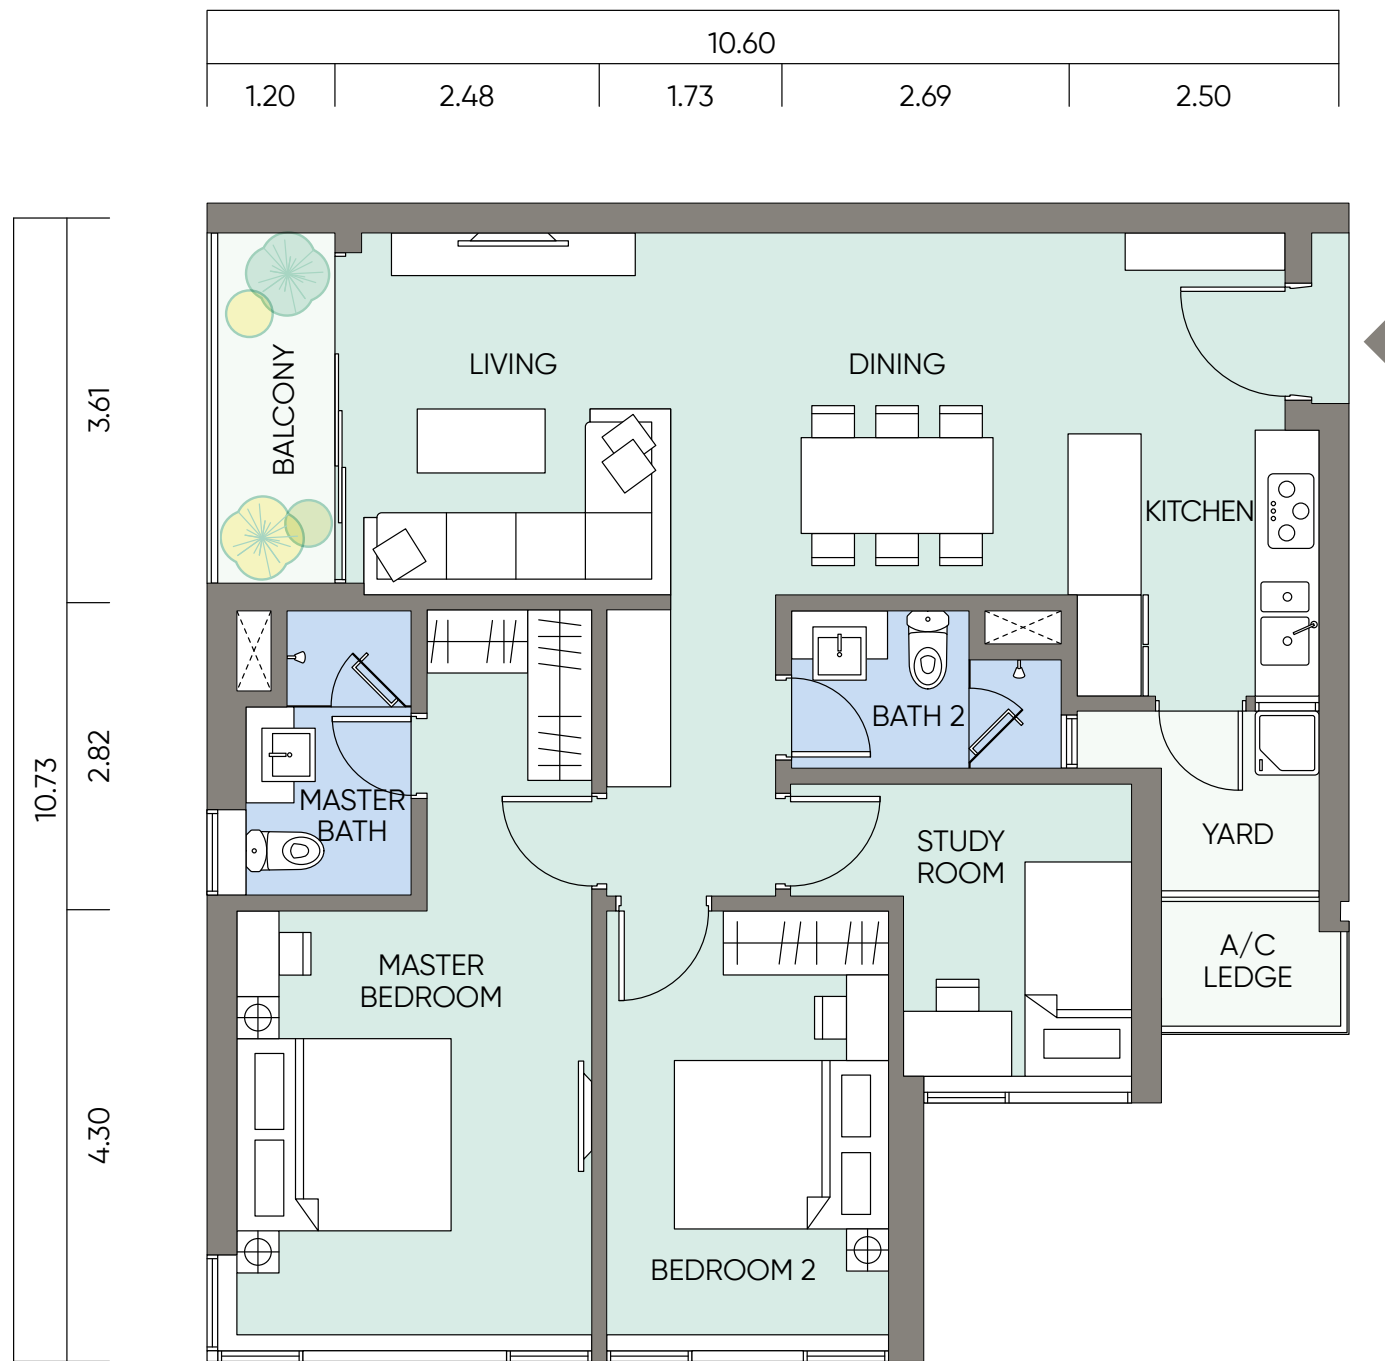 10.60
1.20
2.48
1.73
2.69
2.50
3.61
2.82
10.73
4.30
LIVING
DINING
BALCONY
KITCHEN
BATH 2
MASTER
BATH
YARD
STUDY
ROOM
A/C
LEDGE
MASTER
BEDROOM
BEDROOM 2